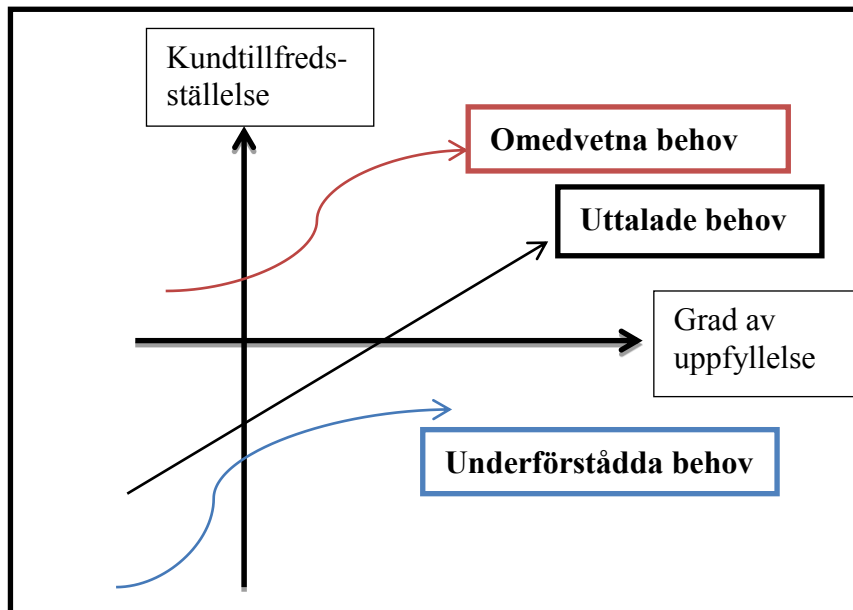 Kundtillfreds-
ställelse
Omedvetna behov
Uttalade behov
Grad av
uppfyllelse
Underförstådda behov